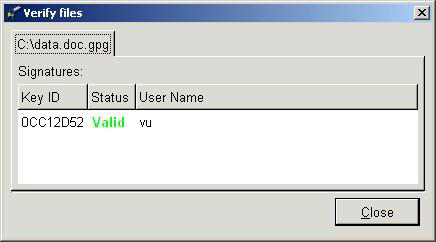 Verify files
C:\data.doc.gpg
Signatures:
Key ID Status User Name
0CC12D52 Valid vu
Close